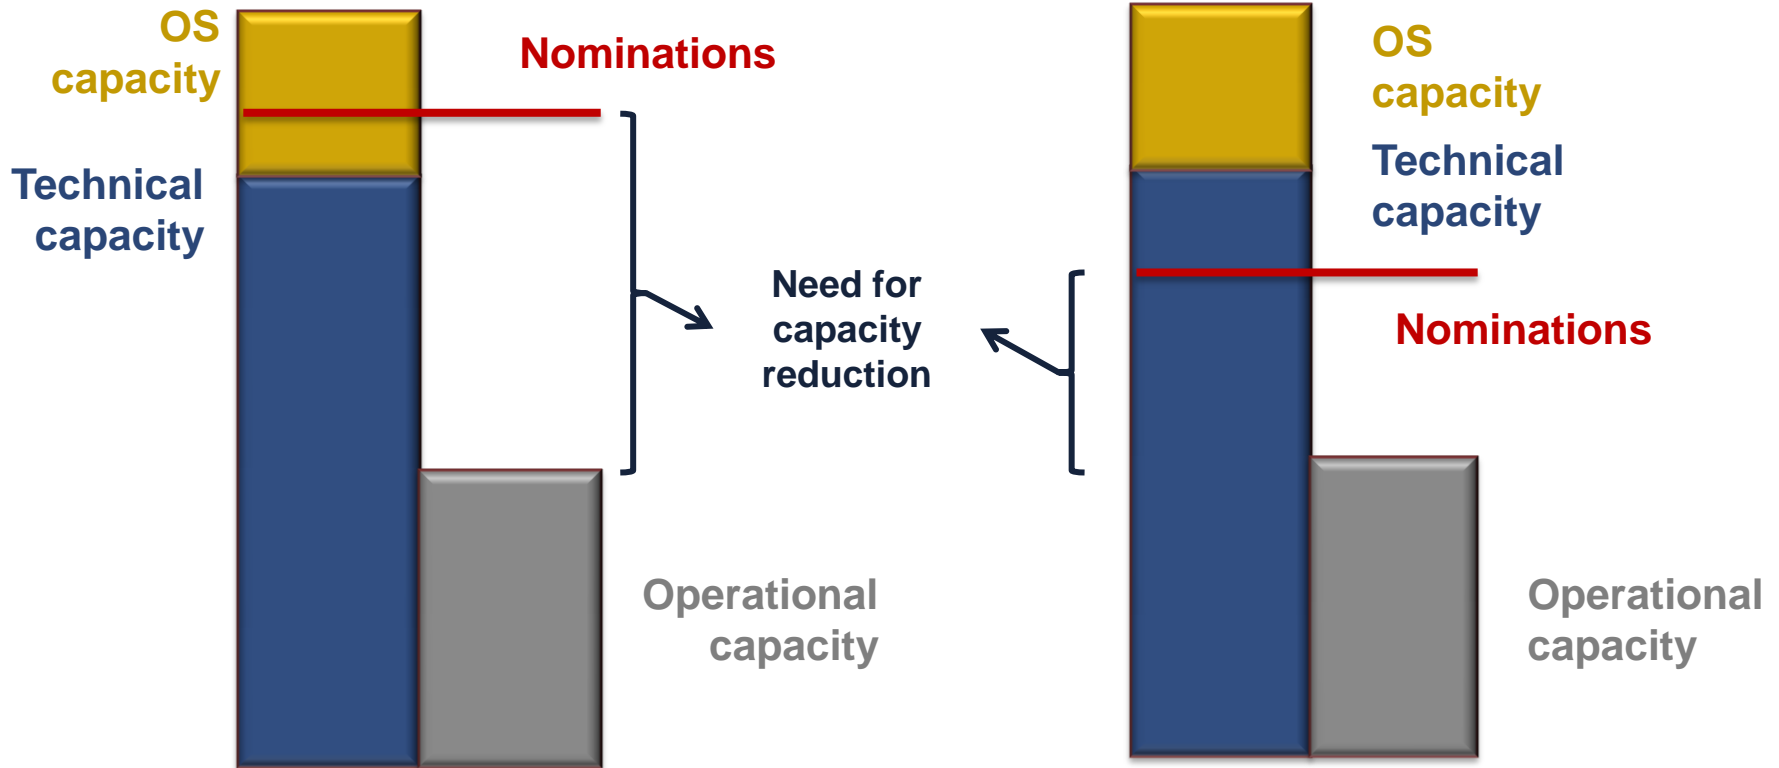 OS
capacity
Nominations
Technical
capacity
Need for
capacity
reduction
Operational
capacity
OS
capacity
Technical
capacity
Nominations
Operational
capacity